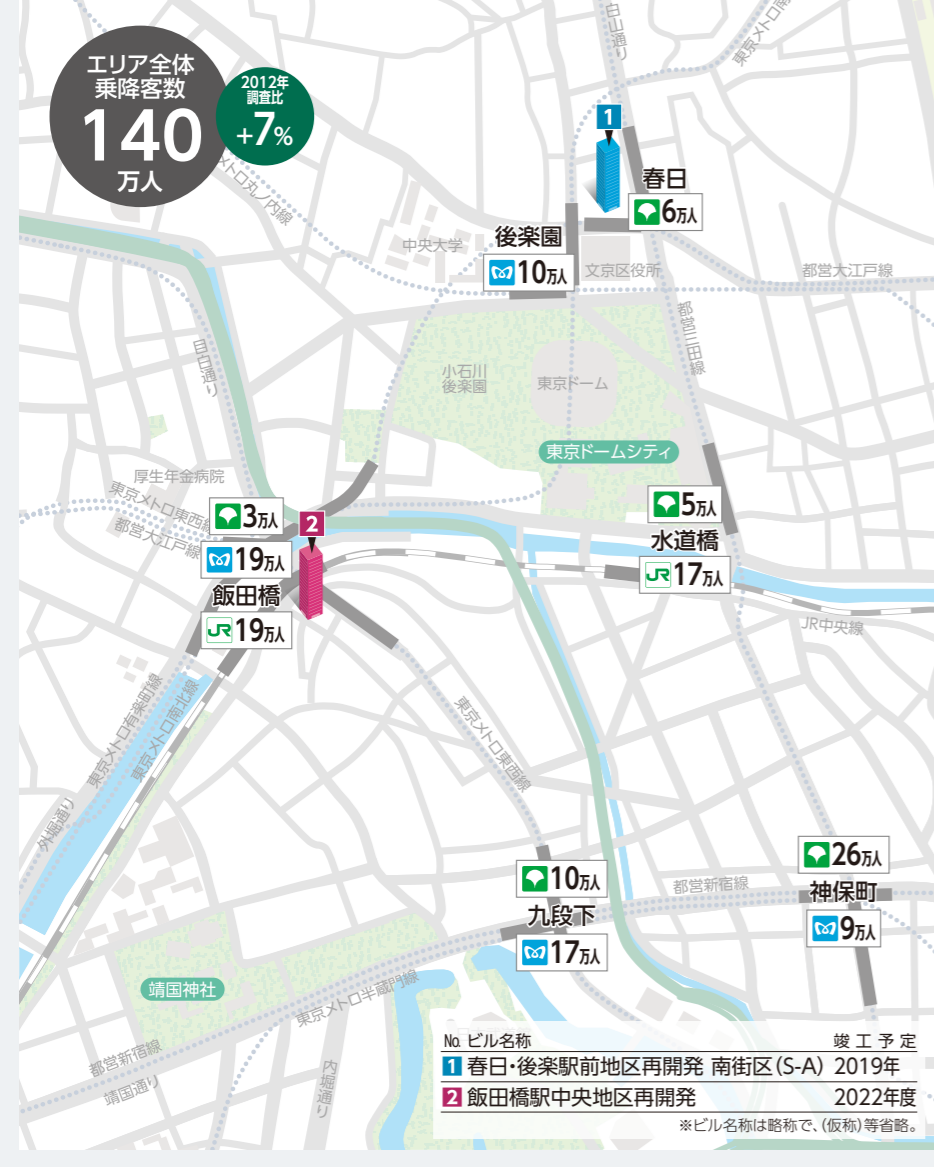 エリア全体
乗降客数
140
万人
2012年
調査比
+7%
白山通り
東京メトロ南
メトロ丸ノ内線
1
春日
6万人
後楽園
10万人
中央大学
文京区役所
都営大江戸線
都営三田線
目白通り
小石川
後楽園
東京ドーム
東京ドームシティ
厚生年金病院
東京メトロ東西線
都営大江戸線
3万人
2
19万人
飯田橋
JR 19万人
5万人
水道橋
JR 17万人
JR中央線
東京メトロ有楽町線
東京メトロ南北線
外堀通り
東京メトロ東西線
10万人
九段下
17万人
都営新宿線
26万人
神保町
9万人
靖国神社
東京メトロ半蔵門線
都営新宿線
靖国通り
内堀通り
No. ビル名称 竣工予定
1 春日・後楽駅前地区再開発 南街区(S-A) 2019年
2 飯田橋駅中央地区再開発 2022年度
※ビル名称は略称で、(仮称)等省略。